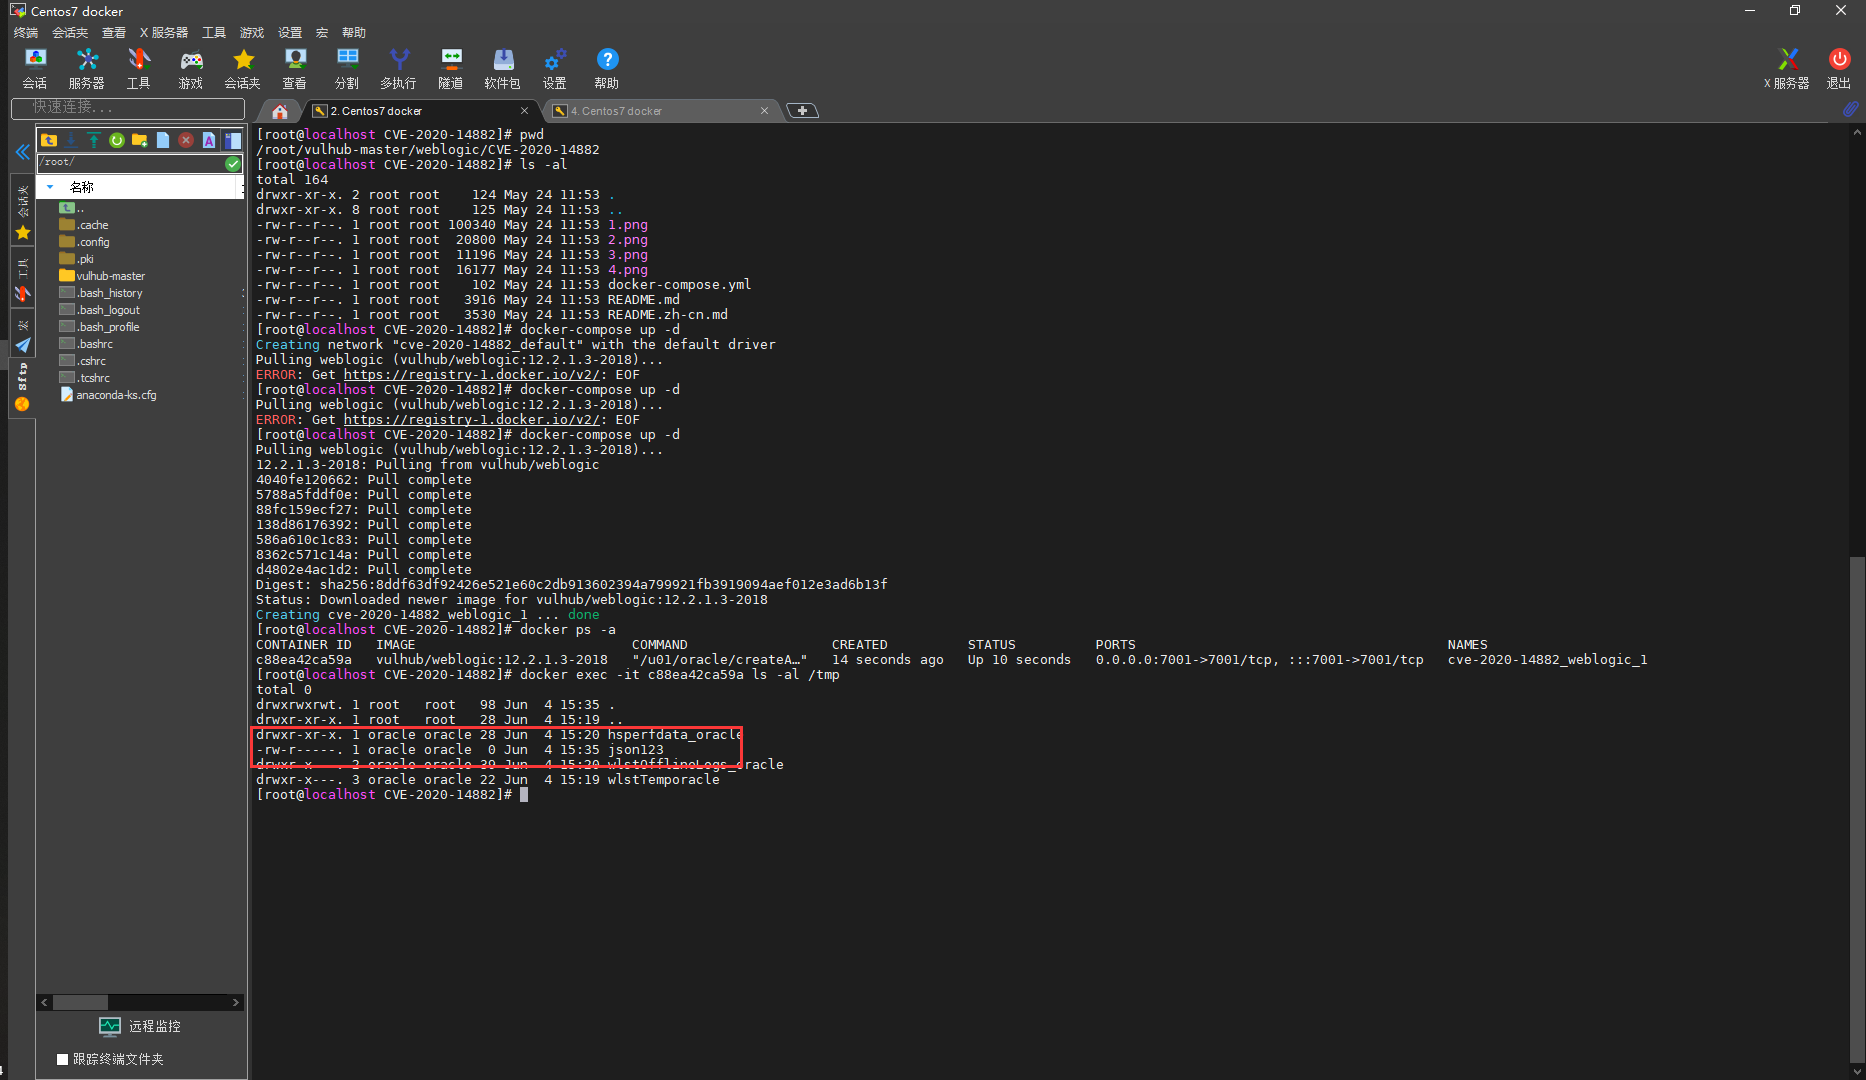 Centos7 docker
终端 会话夹 查看 X 服务器 工具 游戏 设置 宏 帮助
会话 服务器 工具 游戏 会话夹 查看 分割 多执行 隧道 软件包 设置 帮助 X 服务器 退出
快速连接...
2. Centos7 docker
4. Centos7 docker
/root/
名称
..
.cache
.config
.pki
vulhub-master
.bash_history
.bash_logout
.bash_profile
.bashrc
.cshrc
.tcshrc
anaconda-ks.cfg
会话夹
工具
宏
Sftp
远程监控
跟踪终端文件夹
[root@localhost CVE-2020-14882]# pwd
/root/vulhub-master/weblogic/CVE-2020-14882
[root@localhost CVE-2020-14882]# ls -al
total 164
drwxr-xr-x. 2 root root    124 May 24 11:53 .
drwxr-xr-x. 8 root root    125 May 24 11:53 ..
-rw-r--r--. 1 root root 100340 May 24 11:53 1.png
-rw-r--r--. 1 root root  20800 May 24 11:53 2.png
-rw-r--r--. 1 root root  11196 May 24 11:53 3.png
-rw-r--r--. 1 root root  16177 May 24 11:53 4.png
-rw-r--r--. 1 root root    102 May 24 11:53 docker-compose.yml
-rw-r--r--. 1 root root   3916 May 24 11:53 README.md
-rw-r--r--. 1 root root   3530 May 24 11:53 README.zh-cn.md
[root@localhost CVE-2020-14882]# docker-compose up -d
Creating network "cve-2020-14882_default" with the default driver
Pulling weblogic (vulhub/weblogic:12.2.1.3-2018)...
ERROR: Get https://registry-1.docker.io/v2/: EOF
[root@localhost CVE-2020-14882]# docker-compose up -d
Pulling weblogic (vulhub/weblogic:12.2.1.3-2018)...
ERROR: Get https://registry-1.docker.io/v2/: EOF
[root@localhost CVE-2020-14882]# docker-compose up -d
Pulling weblogic (vulhub/weblogic:12.2.1.3-2018)...
12.2.1.3-2018: Pulling from vulhub/weblogic
4040fe120662: Pull complete
5788a5fddf0e: Pull complete
88fc159ecf27: Pull complete
138d86176392: Pull complete
586a610c1c83: Pull complete
8362c571c14a: Pull complete
d4802e4ac1d2: Pull complete
Digest: sha256:8ddf63df92426e521e60c2db913602394a799921fb3919094aef012e3ad6b13f
Status: Downloaded newer image for vulhub/weblogic:12.2.1.3-2018
Creating cve-2020-14882_weblogic_1 ... done
[root@localhost CVE-2020-14882]# docker ps -a
CONTAINER ID   IMAGE                           COMMAND                  CREATED          STATUS          PORTS                                       NAMES
c88ea42ca59a   vulhub/weblogic:12.2.1.3-2018   "/u01/oracle/createA…"   14 seconds ago   Up 10 seconds   0.0.0.0:7001->7001/tcp, :::7001->7001/tcp   cve-2020-14882_weblogic_1
[root@localhost CVE-2020-14882]# docker exec -it c88ea42ca59a ls -al /tmp
total 0
drwxrwxrwt. 1 root   root   98 Jun  4 15:35 .
drwxr-xr-x. 1 root   root   28 Jun  4 15:19 ..
drwxr-xr-x. 1 oracle oracle 28 Jun  4 15:20 hsperfdata_oracle
-rw-r-----. 1 oracle oracle  0 Jun  4 15:35 json123
drwxr-x---. 2 oracle oracle 39 Jun  4 15:20 wlstOfflineLogs_oracle
drwxr-x---. 3 oracle oracle 22 Jun  4 15:19 wlstTemporacle
[root@localhost CVE-2020-14882]#